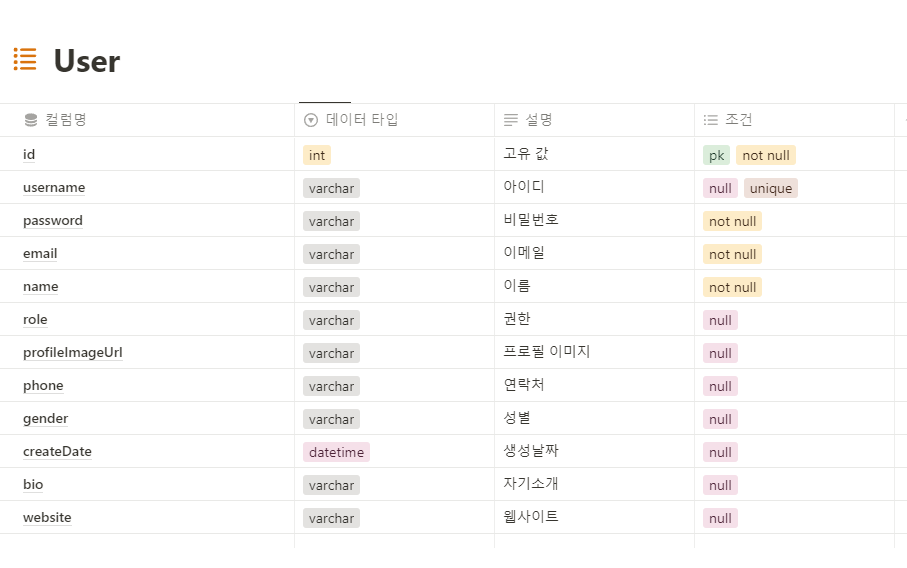 User
컬럼명 데이터 타입 설명 조건
id int 고유 값 pk not null
username varchar 아이디 null unique
password varchar 비밀번호 not null
email varchar 이메일 not null
name varchar 이름 not null
role varchar 권한 null
profileImageUrl varchar 프로필 이미지 null
phone varchar 연락처 null
gender varchar 성별 null
createDate datetime 생성날짜 null
bio varchar 자기소개 null
website varchar 웹사이트 null